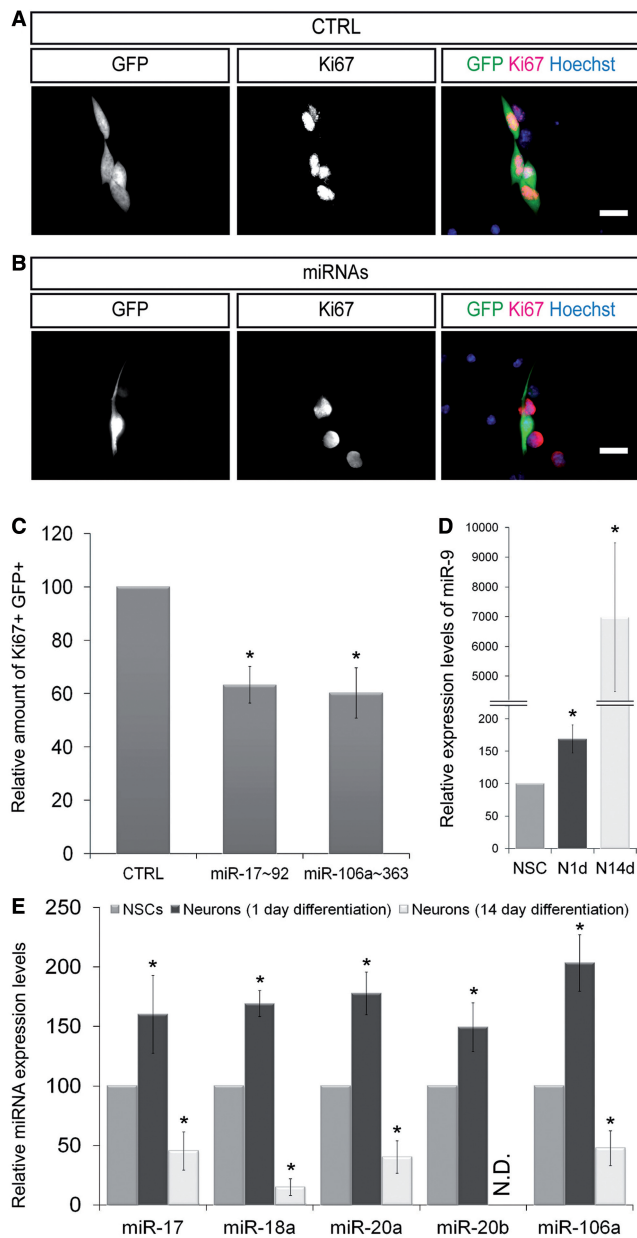 A
CTRL
GFP Ki67 GFP Ki67 Hoechst
B
miRNAs
GFP Ki67 GFP Ki67 Hoechst
C
Relative amount of Ki67+ GFP+
120
100
80
60
40
20
0
* *
CTRL miR-17~92 miR-106a~363
D
Relative expression levels of miR-9
10000
9000
8000
7000
6000
5000
200
150
100
50
0
* *
NSC N1d N14d
E
NSCs Neurons (1 day differentiation) Neurons (14 day differentiation)
Relative miRNA expression levels
250
200
150
100
50
0
* * * * *
* * * N.D. *
miR-17 miR-18a miR-20a miR-20b miR-106a